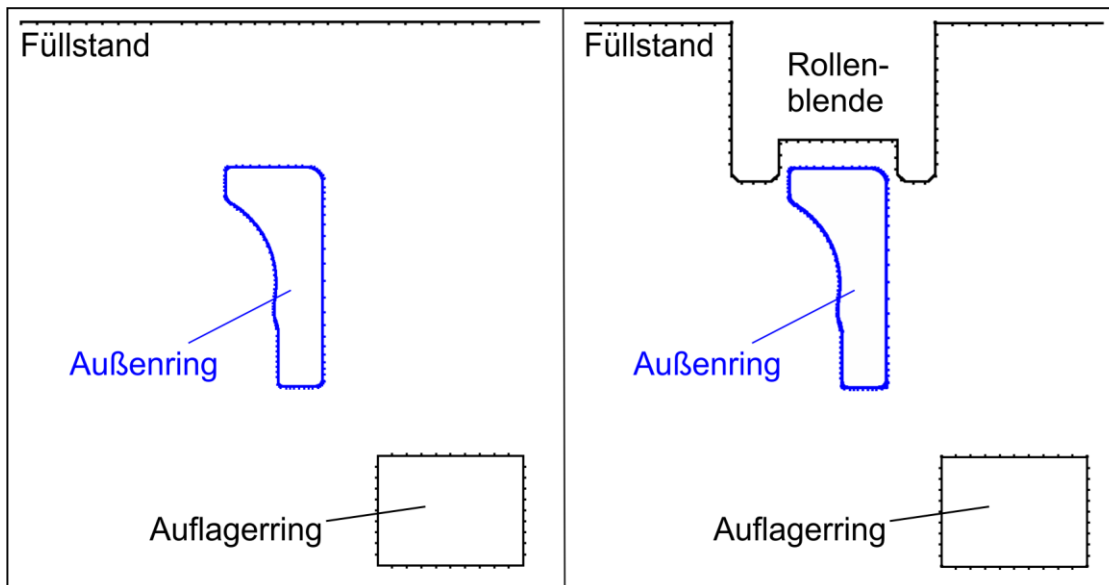 Füllstand
Außenring
Auflagerring
Füllstand
Rollen-
blende
Außenring
Auflagerring